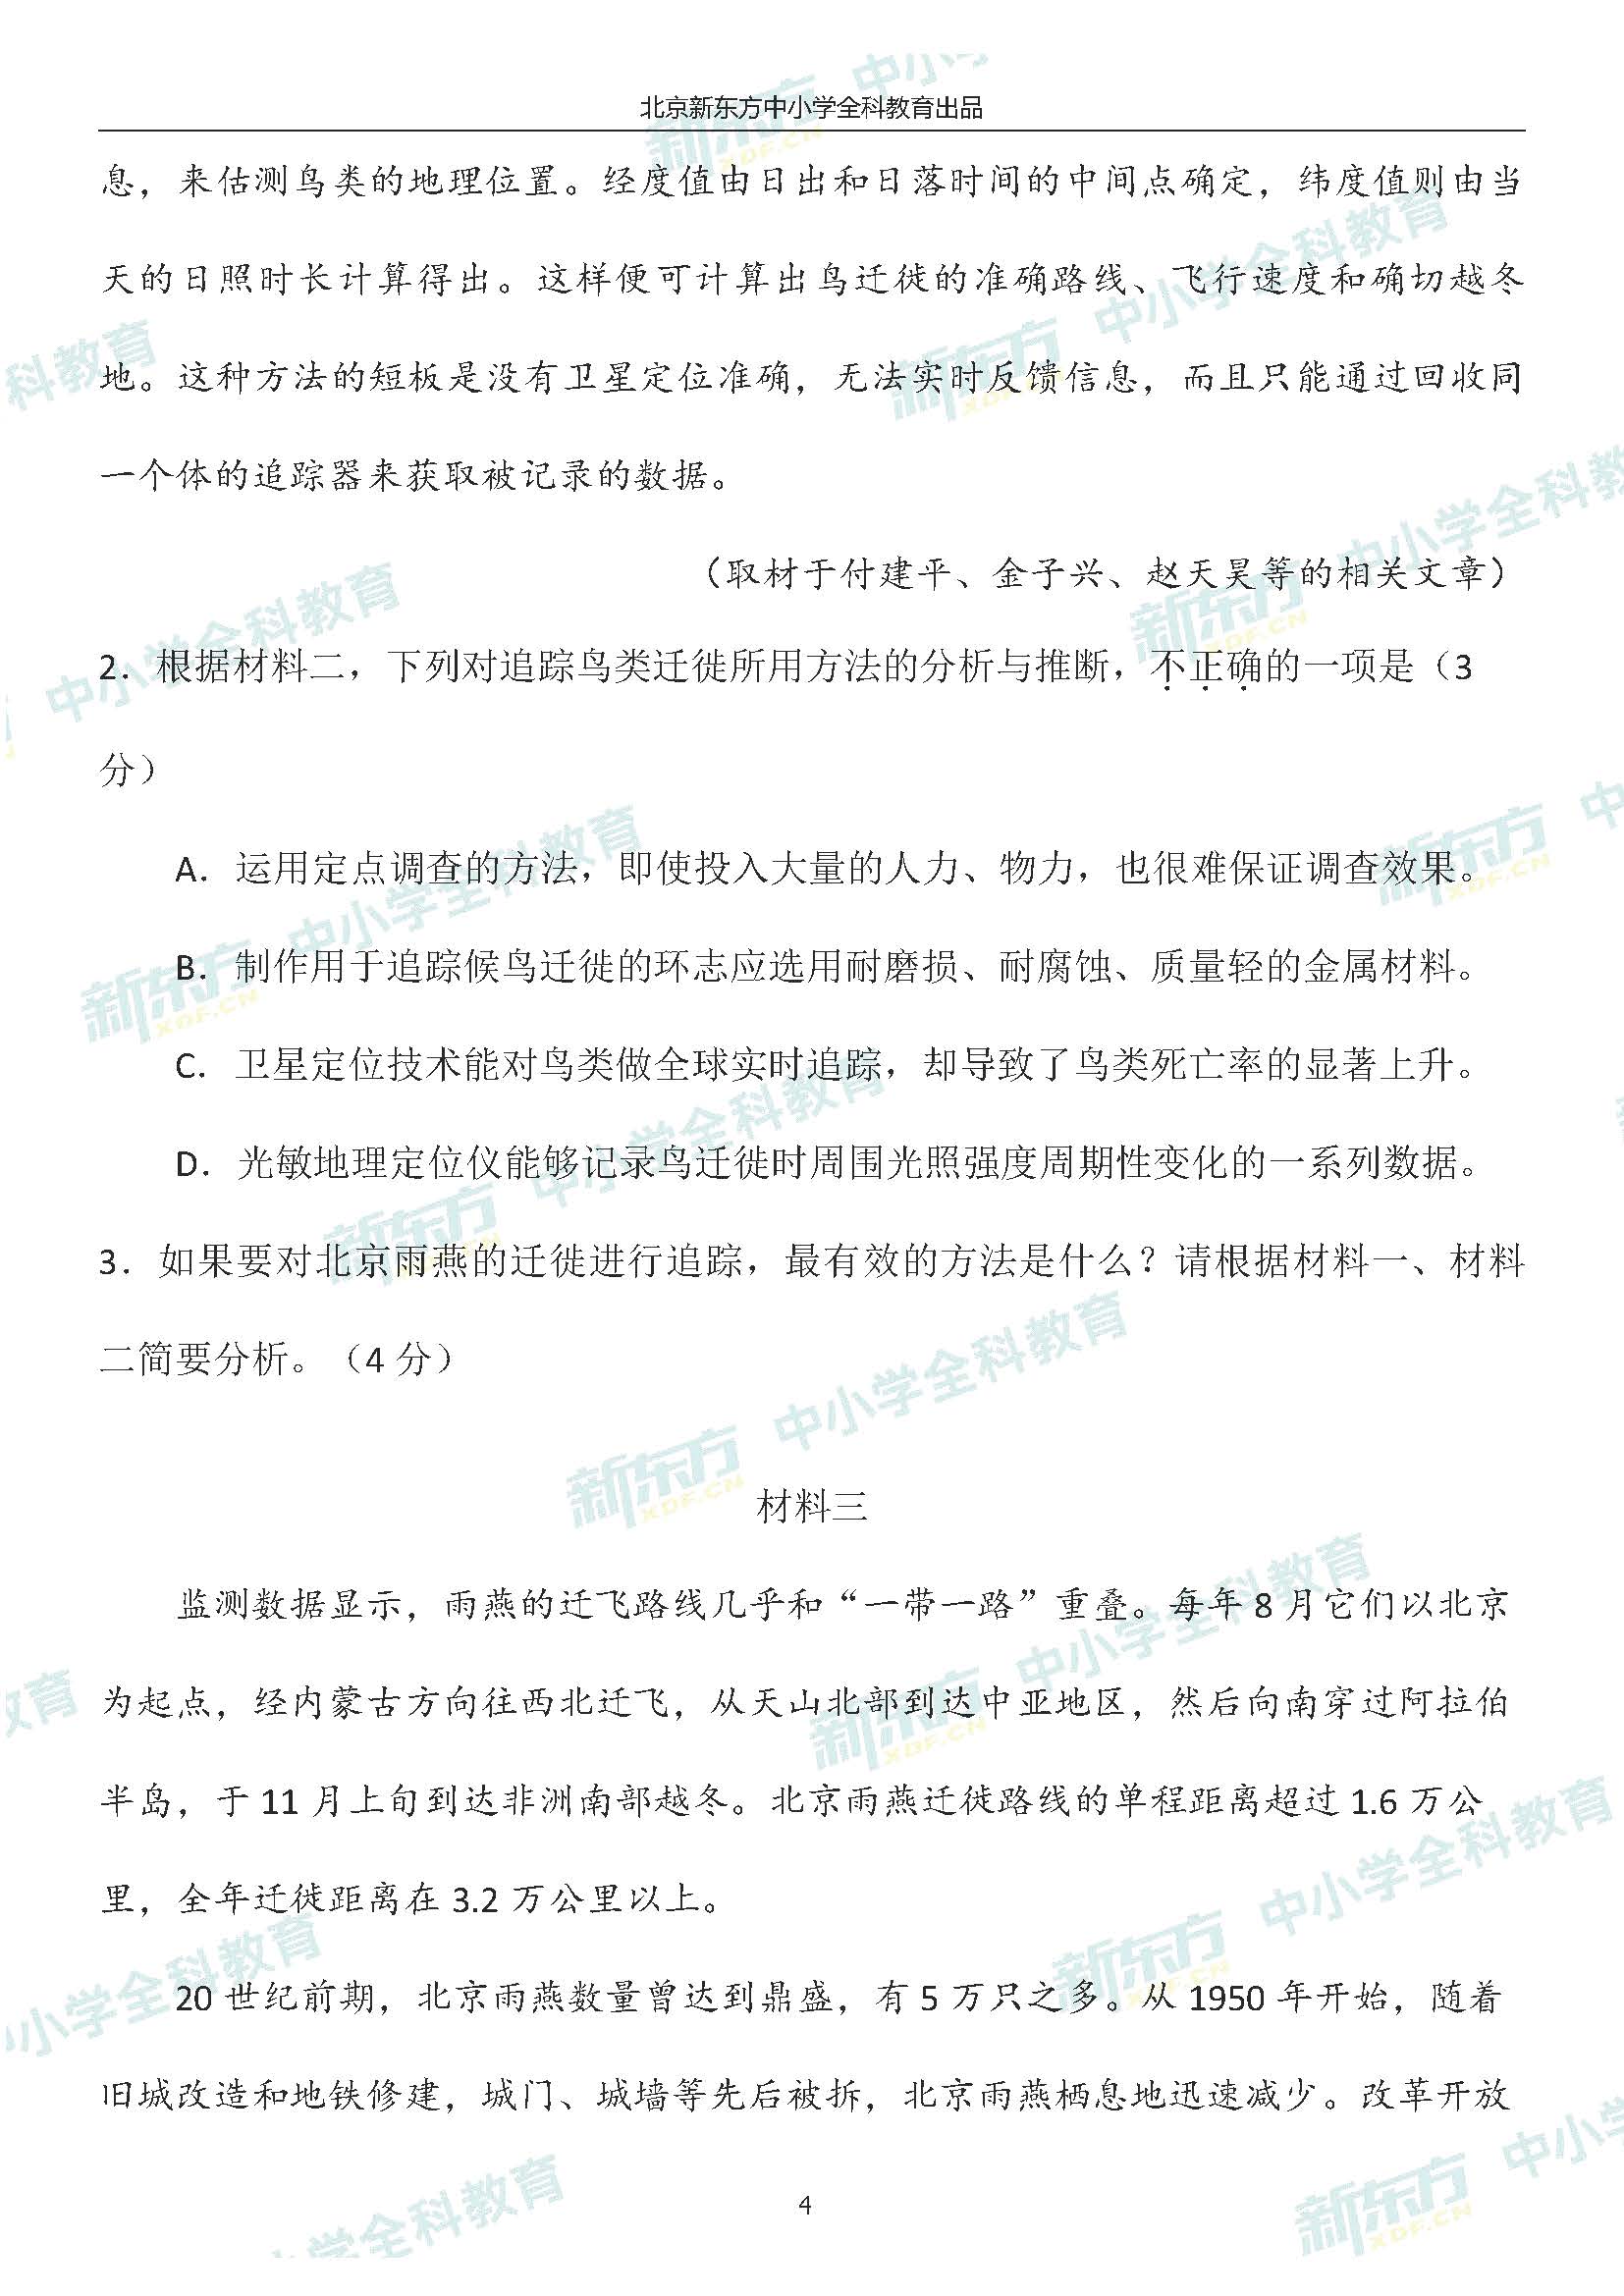 北京新东方中小学全科教育出品
息，来估测鸟类的地理位置。经度值由日出和日落时间的中间点确定，纬度值则由当
天的日照时长计算得出。这样便可计算出鸟迁徙的准确路线、飞行速度和确切越冬
地。这种方法的短板是没有卫星定位准确，无法实时反馈信息，而且只能通过回收同
一个体的追踪器来获取被记录的数据。
（取材于付建平、金子兴、赵天昊等的相关文章）
2．根据材料二，下列对追踪鸟类迁徙所用方法的分析与推断，不正确的一项是（3
分）
A．运用定点调查的方法，即使投入大量的人力、物力，也很难保证调查效果。
B．制作用于追踪候鸟迁徙的环志应选用耐磨损、耐腐蚀、质量轻的金属材料。
C．卫星定位技术能对鸟类做全球实时追踪，却导致了鸟类死亡率的显著上升。
D．光敏地理定位仪能够记录鸟迁徙时周围光照强度周期性变化的一系列数据。
3．如果要对北京雨燕的迁徙进行追踪，最有效的方法是什么？请根据材料一、材料
二简要分析。（4 分）
材料三
监测数据显示，雨燕的迁飞路线几乎和“一带一路”重叠。每年 8 月它们以北京
为起点，经内蒙古方向往西北迁飞，从天山北部到达中亚地区，然后向南穿过阿拉伯
半岛，于 11 月上旬到达非洲南部越冬。北京雨燕迁徙路线的单程距离超过 1.6 万公
里，全年迁徙距离在 3.2 万公里以上。
20 世纪前期，北京雨燕数量曾达到鼎盛，有 5 万只之多。从 1950 年开始，随着
旧城改造和地铁修建，城门、城墙等先后被拆，北京雨燕栖息地迅速减少。改革开放
4